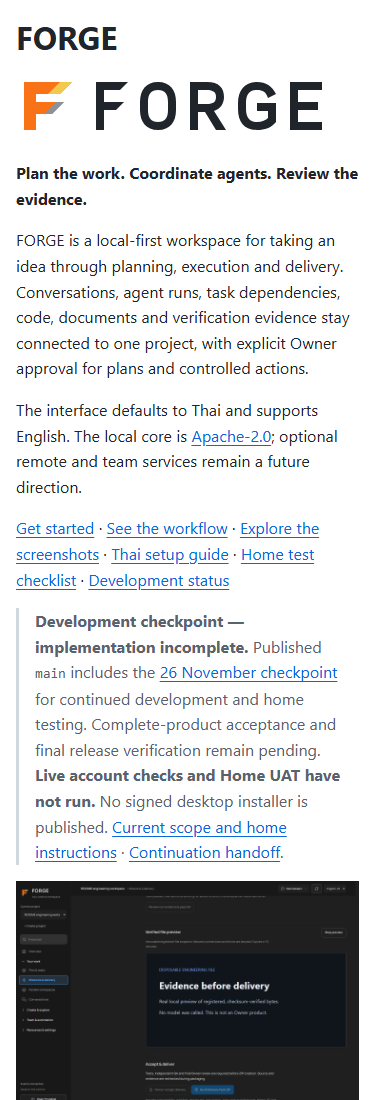 FORGE
FORGE
Plan the work. Coordinate agents. Review the
evidence.
FORGE is a local-first workspace for taking an
idea through planning, execution and delivery.
Conversations, agent runs, task dependencies,
code, documents and verification evidence stay
connected to one project, with explicit Owner
approval for plans and controlled actions.
The interface defaults to Thai and supports
English. The local core is Apache-2.0; optional
remote and team services remain a future
direction.
Get started · See the workflow · Explore the
screenshots · Thai setup guide · Home test
checklist · Development status
Development checkpoint —
implementation incomplete. Published
main includes the 26 November checkpoint
for continued development and home
testing. Complete-product acceptance and
final release verification remain pending.
Live account checks and Home UAT have
not run. No signed desktop installer is
published. Current scope and home
instructions · Continuation handoff.
FORGE
Verified file preview
Evidence before delivery
Real local preview of registered, checksum-verified bytes.
No model was called. This is not an Owner product.
Accept & deliver